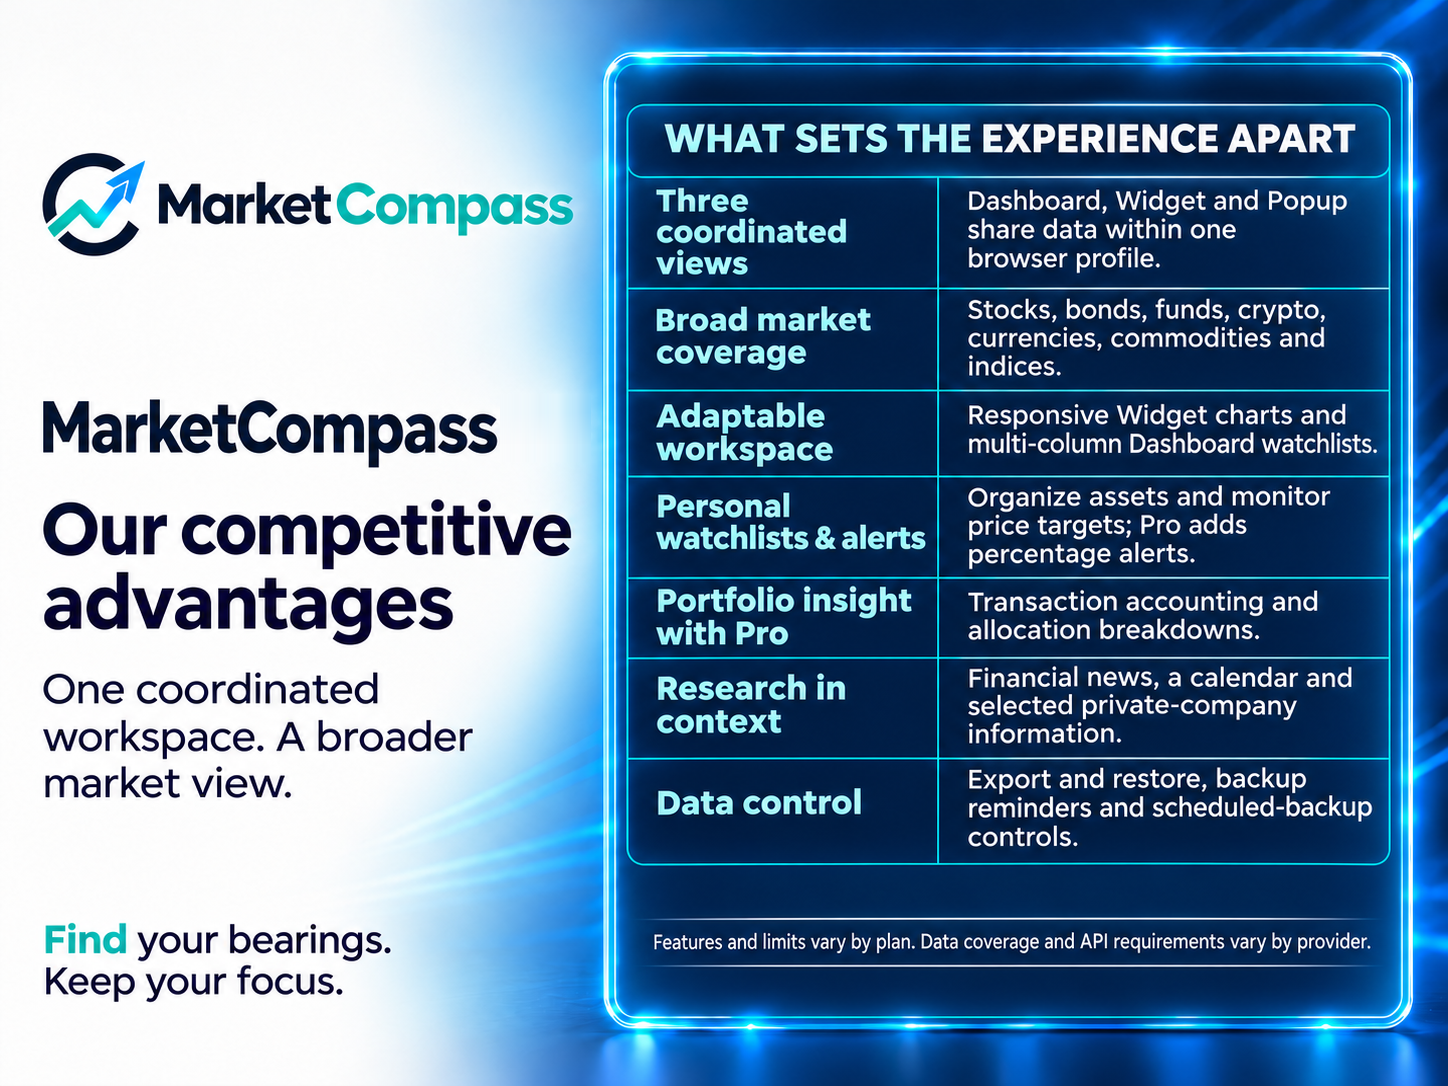 MarketCompass
MarketCompass
Our competitive
advantages
One coordinated
workspace. A broader
market view.
Find your bearings.
Keep your focus.
WHAT SETS THE EXPERIENCE APART
Three
coordinated
views
Dashboard, Widget and Popup
share data within one
browser profile.
Broad market
coverage
Stocks, bonds, funds, crypto,
currencies, commodities and
indices.
Adaptable
workspace
Responsive Widget charts and
multi-column Dashboard watchlists.
Personal
watchlists & alerts
Organize assets and monitor
price targets; Pro adds
percentage alerts.
Portfolio insight
with Pro
Transaction accounting and
allocation breakdowns.
Research in
context
Financial news, a calendar and
selected private-company
information.
Data control
Export and restore, backup
reminders and scheduled-backup
controls.
Features and limits vary by plan. Data coverage and API requirements vary by provider.